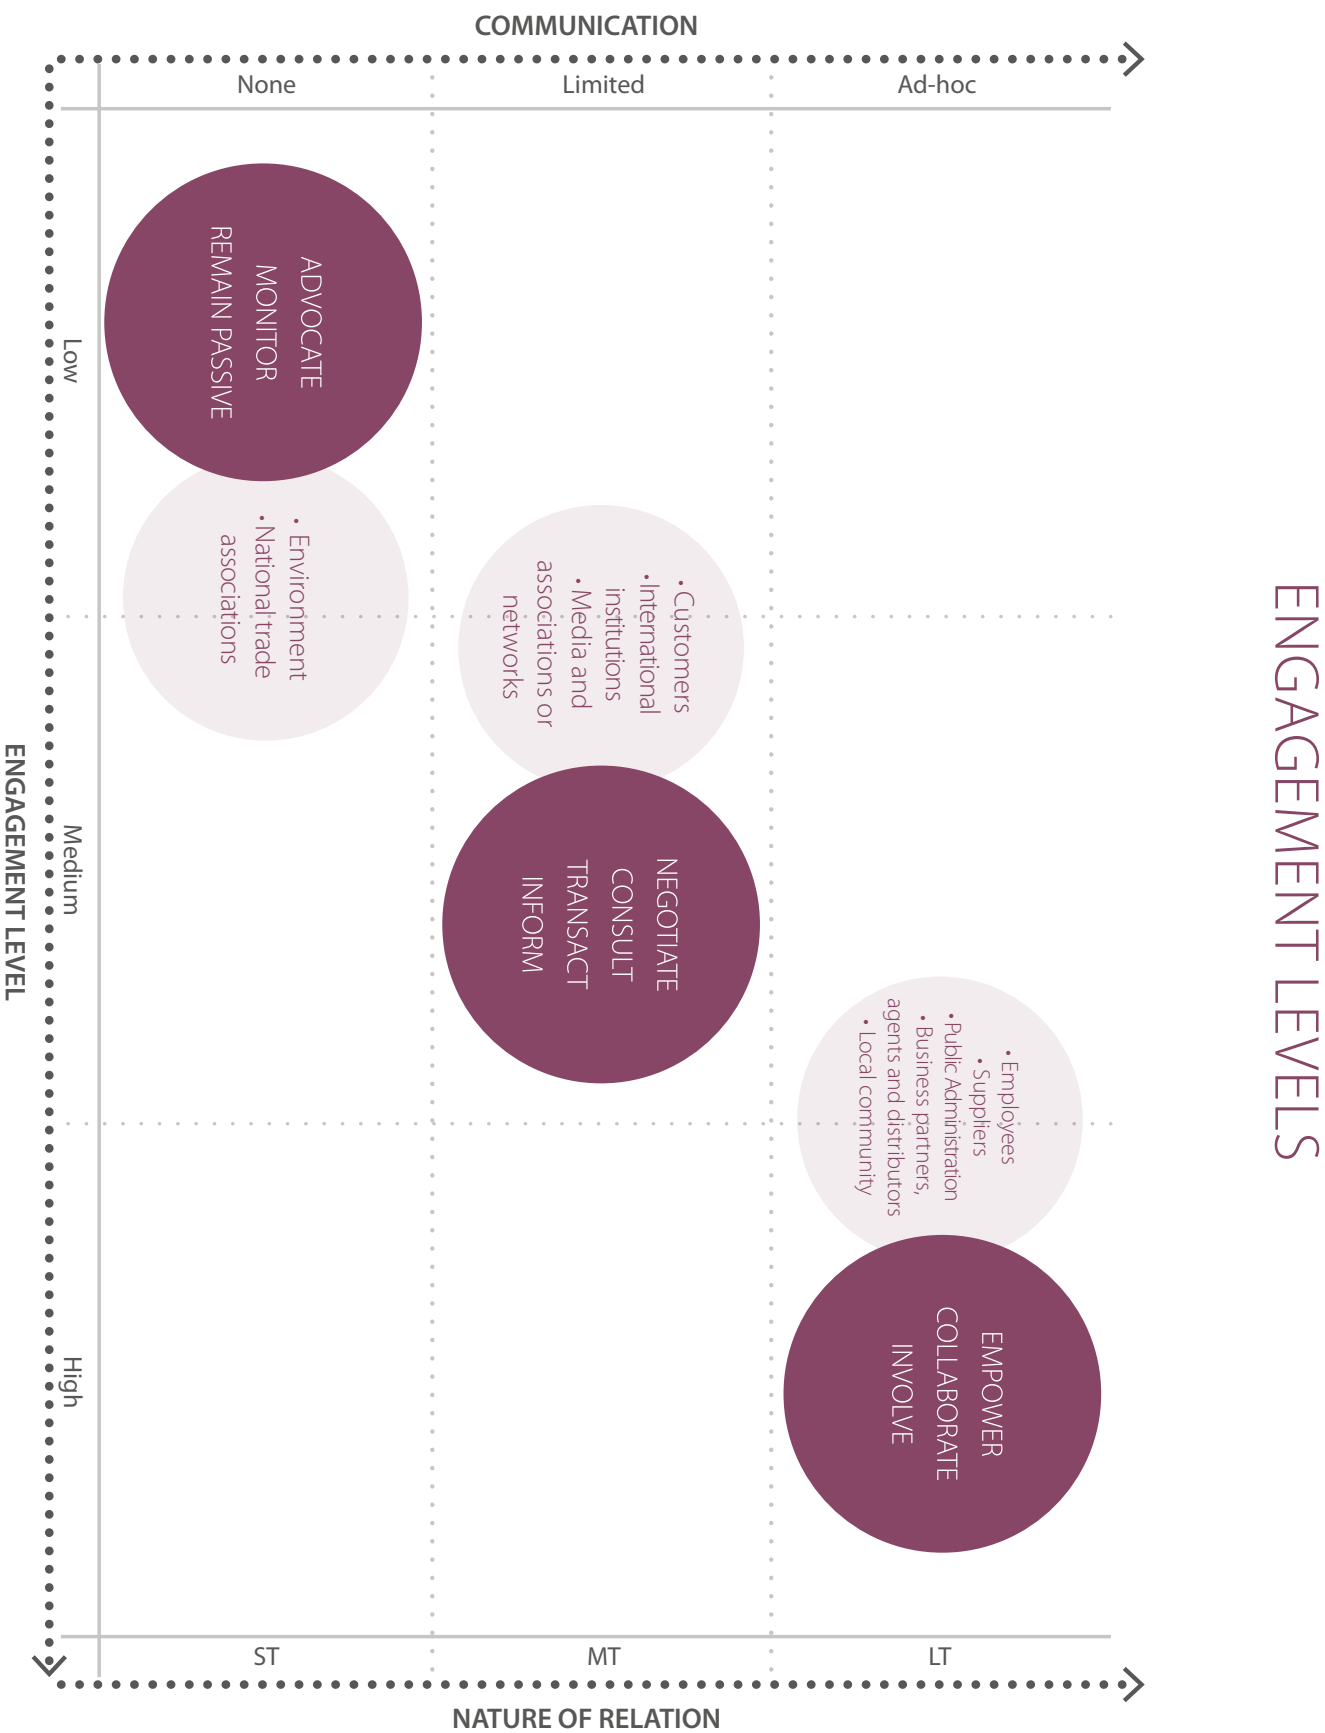 ENGAGEMENT LEVELS
COMMUNICATION
None
Limited
Ad-hoc
ENGAGEMENT LEVEL
Low
Medium
High
ADVOCATE
MONITOR
REMAIN PASSIVE
• Environment
• National trade
associations
• Customers
• International
institutions
• Media and
associations or
networks
NEGOTIATE
CONSULT
TRANSACT
INFORM
• Employees
• Suppliers
• Public Administration
• Business partners,
agents and distributors
• Local community
EMPOWER
COLLABORATE
INVOLVE
ST
MT
LT
NATURE OF RELATION